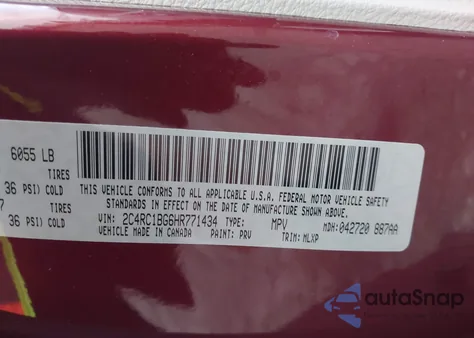 6055 LB
TIRES
36 PSI) COLD
7 TIRES
36 PSI) COLD
THIS VEHICLE CONFORMS TO ALL APPLICABLE U.S.A. FEDERAL MOTOR VEHICLE SAFETY
STANDARDS IN EFFECT ON THE DATE OF MANUFACTURE SHOWN ABOVE.
VIN: 2C4RC1BG6HR771434 TYPE: MPV MDH: 042720 887AA
VEHICLE MADE IN CANADA PAINT: PRV TRIM: MLXP
autoSnap